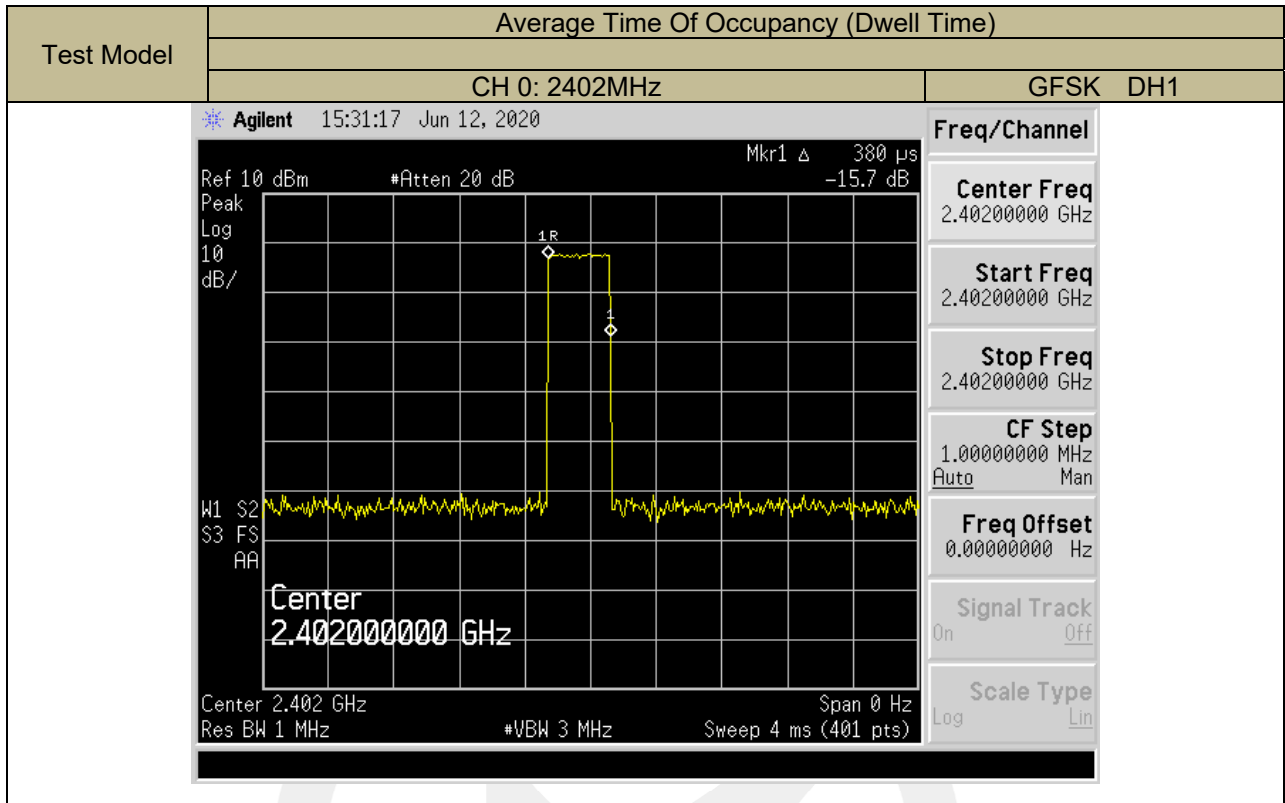 Average Time Of Occupancy (Dwell Time)
Test Model
CH 0: 2402MHz GFSK DH1
Agilent 15:31:17 Jun 12, 2020
Freq/Channel
Mkr1 Δ 380 µs
Ref 10 dBm #Atten 20 dB -15.7 dB
Peak
Log
10
dB/
1R
1
W1 S2
S3 FS
AA
Center
2.402000000 GHz
Center 2.402 GHz Span 0 Hz
Res BW 1 MHz #VBW 3 MHz Sweep 4 ms (401 pts)
Center Freq
2.40200000 GHz
Start Freq
2.40200000 GHz
Stop Freq
2.40200000 GHz
CF Step
1.00000000 MHz
Auto Man
Freq Offset
0.00000000 Hz
Signal Track
On Off
Scale Type
Log Lin